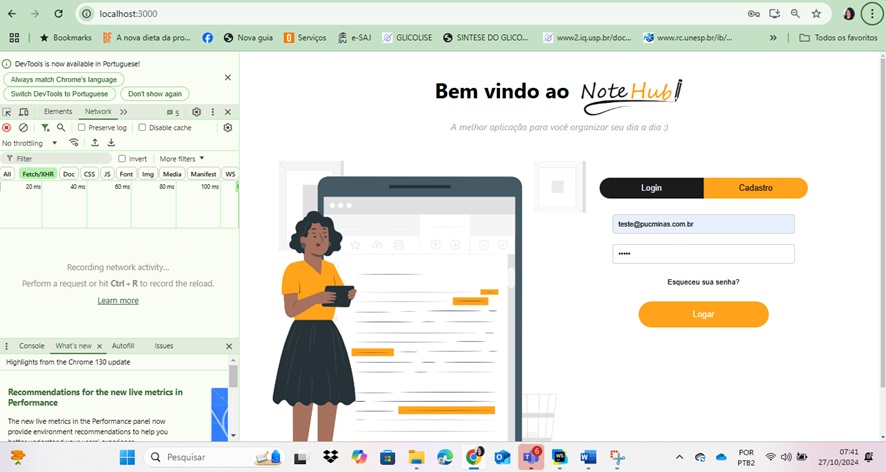 localhost:3000
Bookmarks
A nova dieta da pro...
Nova guia
Serviços
e-SAJ
GLICOLISE
SINTESE DO GLICO...
www2.iq.usp.br/doc...
www.rc.unesp.br/ib/...
»
Todos os favoritos
DevTools is now available in Portuguese!
Always match Chrome's language
Switch DevTools to Portuguese
Don't show again
Elements
Network
»
5
Preserve log
Disable cache
No throttling
Filter
Invert
More filters
All
Fetch/XHR
Doc
CSS
JS
Font
Img
Media
Manifest
WS
20 ms
40 ms
60 ms
80 ms
100 ms
Recording network activity...
Perform a request or hit Ctrl + R to record the reload.
Learn more
Console
What's new
Autofill
Issues
Highlights from the Chrome 130 update
Recommendations for the new live metrics in
Performance
The new live metrics in the Performance panel now
provide environment recommendations to help you
Bem vindo ao NoteHub
A melhor aplicação para você organizar seu dia a dia :)
Login
Cadastro
teste@pucminas.com.br
•••••
Esqueceu sua senha?
Logar
Pesquisar
6
POR
PTB2
07:41
27/10/2024